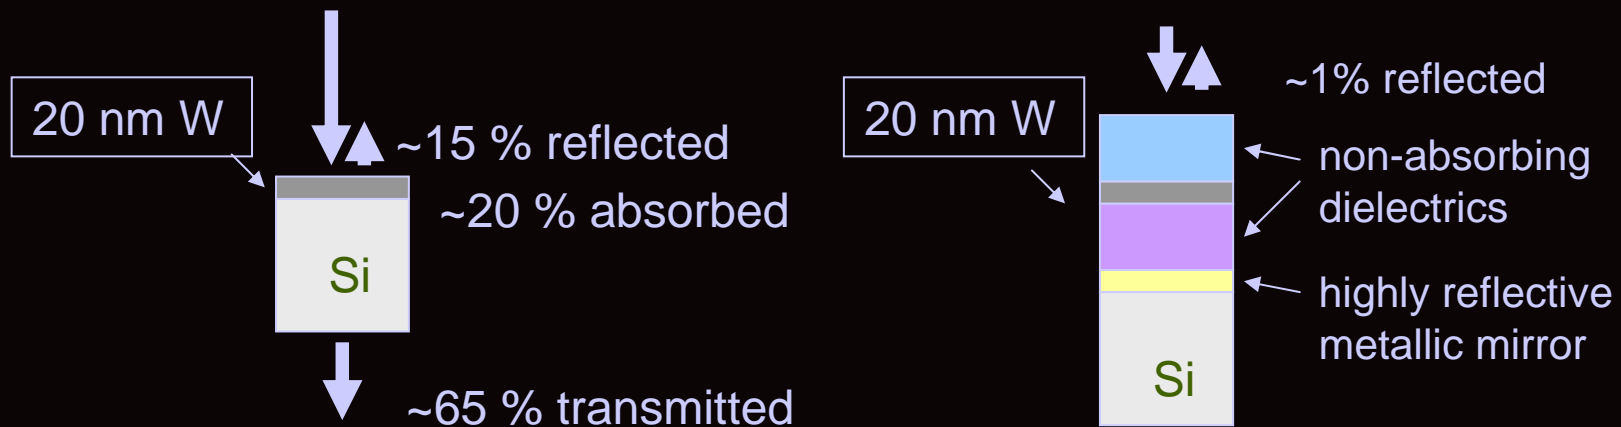 20 nm W
~15 % reflected
~20 % absorbed
Si
~65 % transmitted
20 nm W
~1% reflected
non-absorbing
dielectrics
highly reflective
metallic mirror
Si